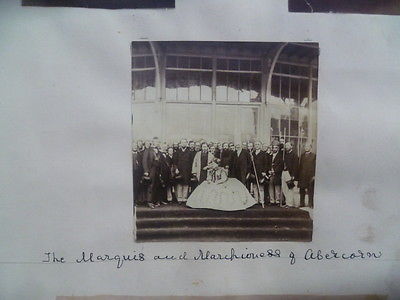 The Marquis and Marchioness of Abercorn